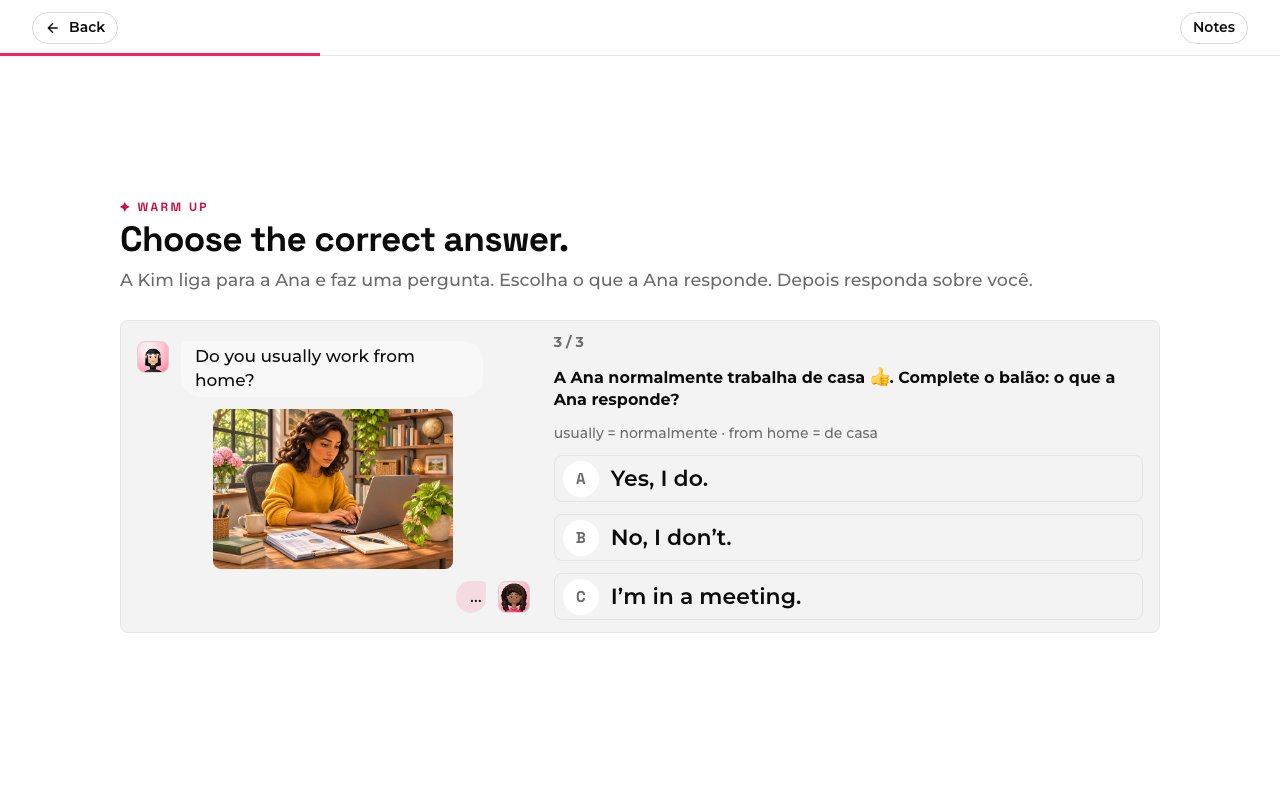 Back
Notes
WARM UP
Choose the correct answer.
A Kim liga para a Ana e faz uma pergunta. Escolha o que a Ana responde. Depois responda sobre você.
Do you usually work from
home?
...
3 / 3
A Ana normalmente trabalha de casa 👍. Complete o balão: o que a
Ana responde?
usually = normalmente · from home = de casa
A Yes, I do.
B No, I don’t.
C I’m in a meeting.